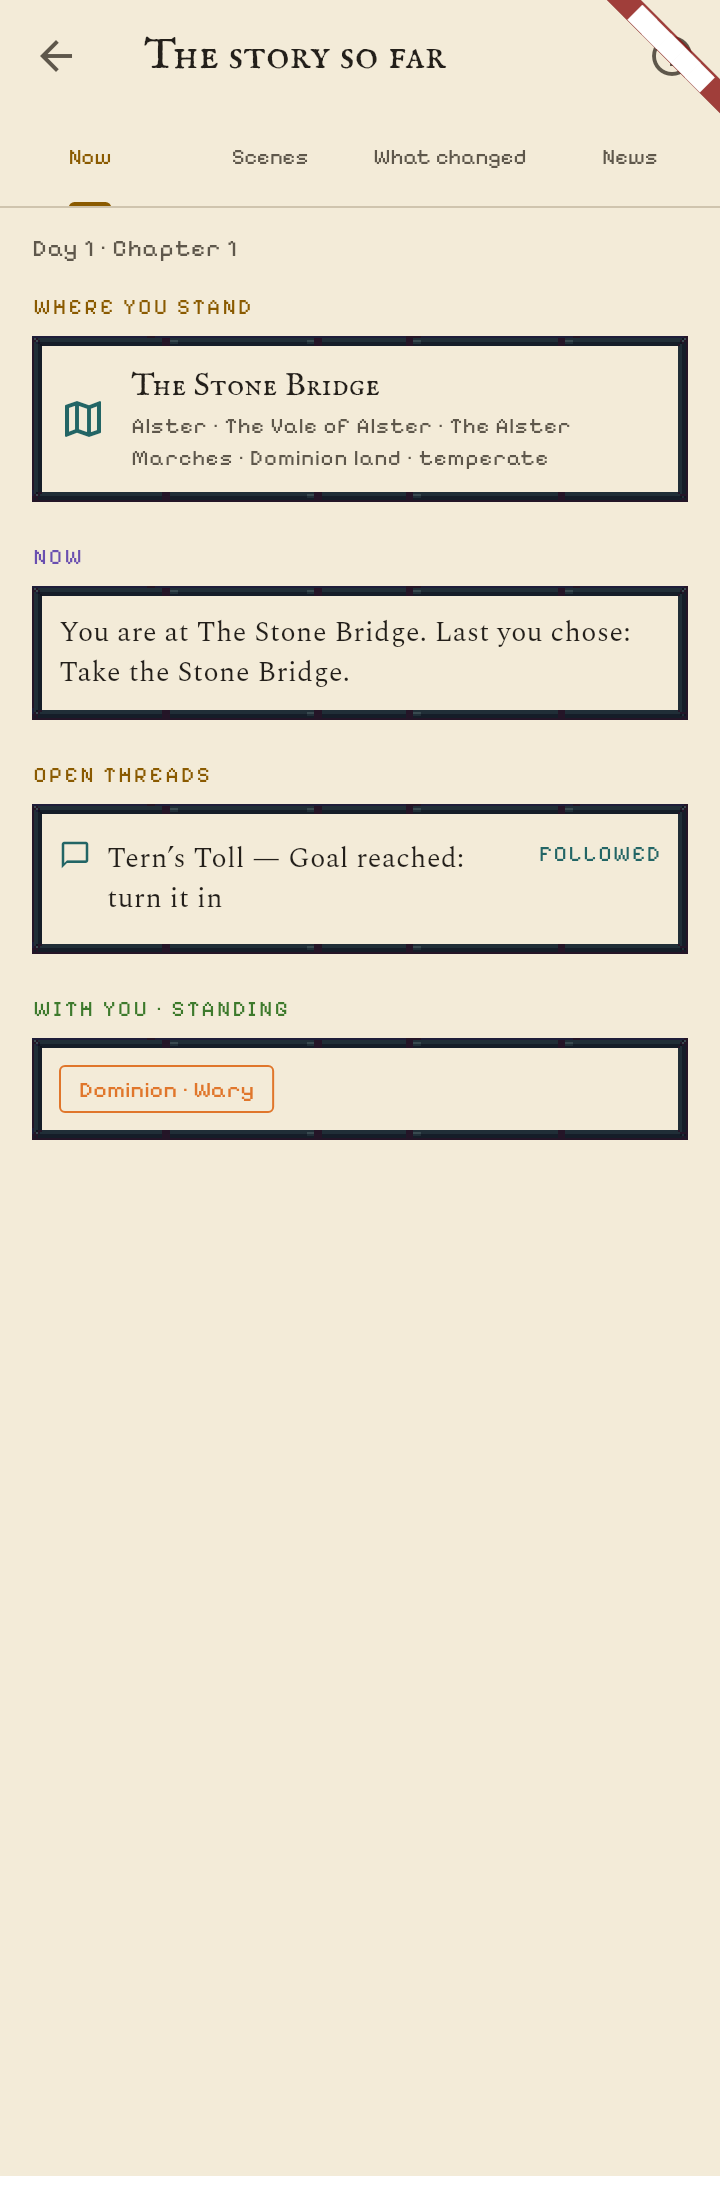 The story so far
Now
Scenes
What changed
News
Day 1 · Chapter 1
WHERE YOU STAND
The Stone Bridge
Alster · The Vale of Alster · The Alster
Marches · Dominion land · temperate
NOW
You are at The Stone Bridge. Last you chose:
Take the Stone Bridge.
OPEN THREADS
Tern’s Toll — Goal reached:
turn it in
FOLLOWED
WITH YOU · STANDING
Dominion · Wary